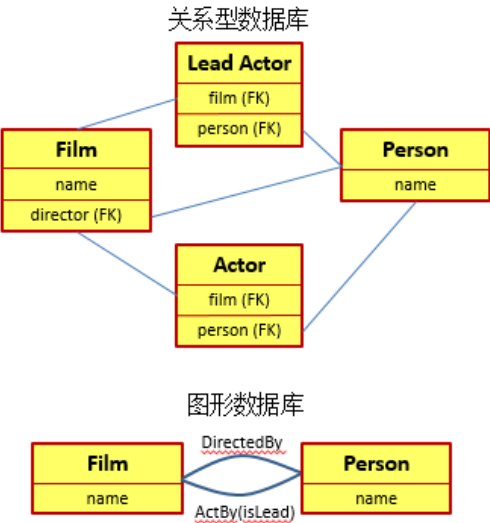 关系型数据库
Lead Actor
film (FK)
person (FK)
Film
name
director (FK)
Person
name
Actor
film (FK)
person (FK)
图形数据库
DirectedBy
Film
name
Person
name
ActBy(isLead)